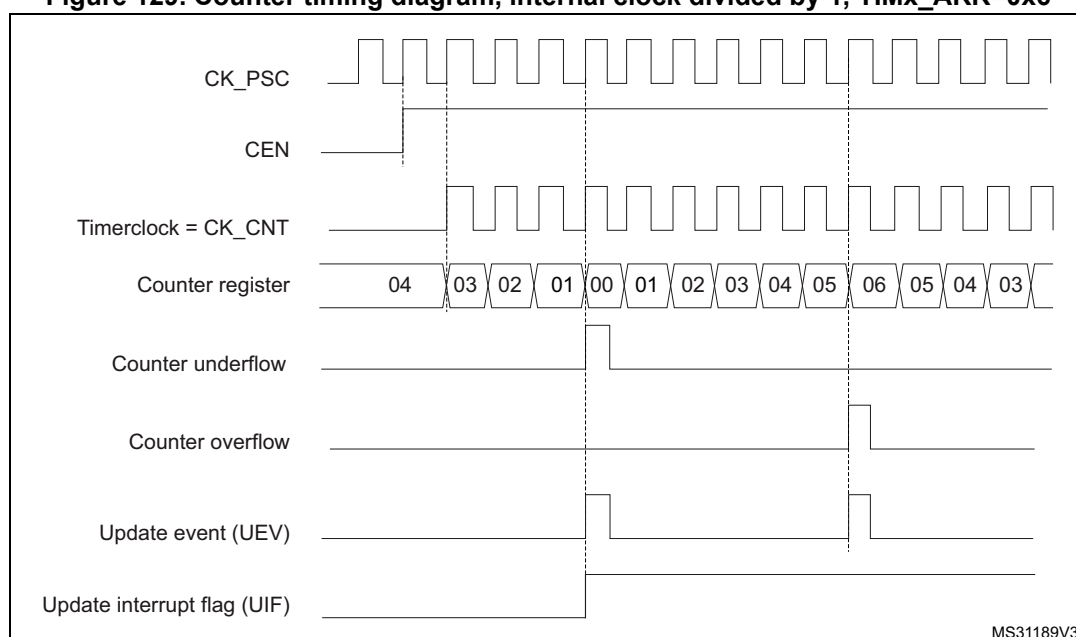 CK_PSC
CEN
Timerclock = CK_CNT
Counter register 04 03 02 01 00 01 02 03 04 05 06 05 04 03
Counter underflow
Counter overflow
Update event (UEV)
Update interrupt flag (UIF)
MS31189V3